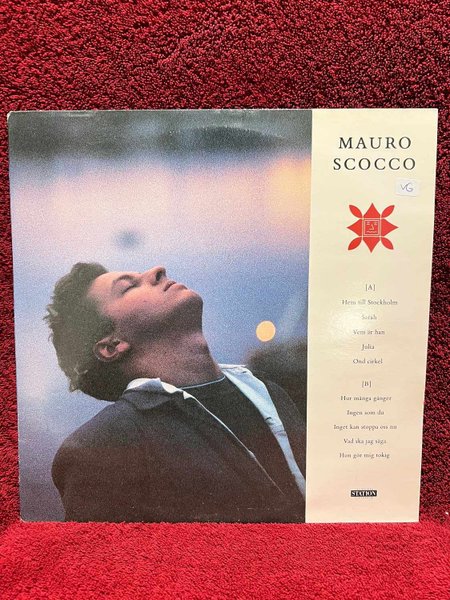 MAURO
SCOCCO
VG
[A]
Hem till Stockholm
Sarah
Vem är han
Julia
Ond cirkel
[B]
Hur många gånger
Ingen som du
Inget kan stoppa oss nu
Vad ska jag säga
Hon gör mig tokig
STATION